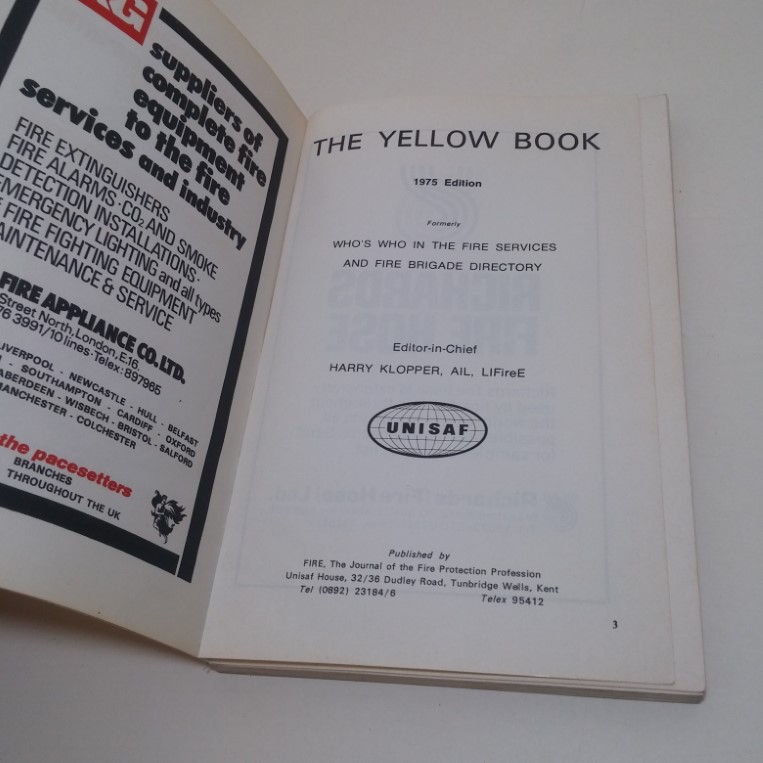 suppliers of
complete fire
equipment
to the fire
services and industry
FIRE EXTINGUISHERS
FIRE ALARMS · CO2 AND SMOKE
DETECTION INSTALLATIONS ·
EMERGENCY LIGHTING and all types
FIRE FIGHTING EQUIPMENT
MAINTENANCE & SERVICE
FIRE APPLIANCE CO. LTD.
Street North, London, E.16.
76 3991/10 lines · Telex: 897965
LIVERPOOL - NEWCASTLE - HULL - BELFAST
- SOUTHAMPTON - CARDIFF - OXFORD
ABERDEEN - WISBECH - BRISTOL - SALFORD
MANCHESTER - COLCHESTER
the pacesetters
BRANCHES
THROUGHOUT THE UK
THE YELLOW BOOK
1975 Edition
Formerly
WHO'S WHO IN THE FIRE SERVICES
AND FIRE BRIGADE DIRECTORY
Editor-in-Chief
HARRY KLOPPER, AIL, LIFireE
UNISAF
Published by
FIRE, The Journal of the Fire Protection Profession
Unisaf House, 32/36 Dudley Road, Tunbridge Wells, Kent
Tel (0892) 23184/6 Telex 95412
3